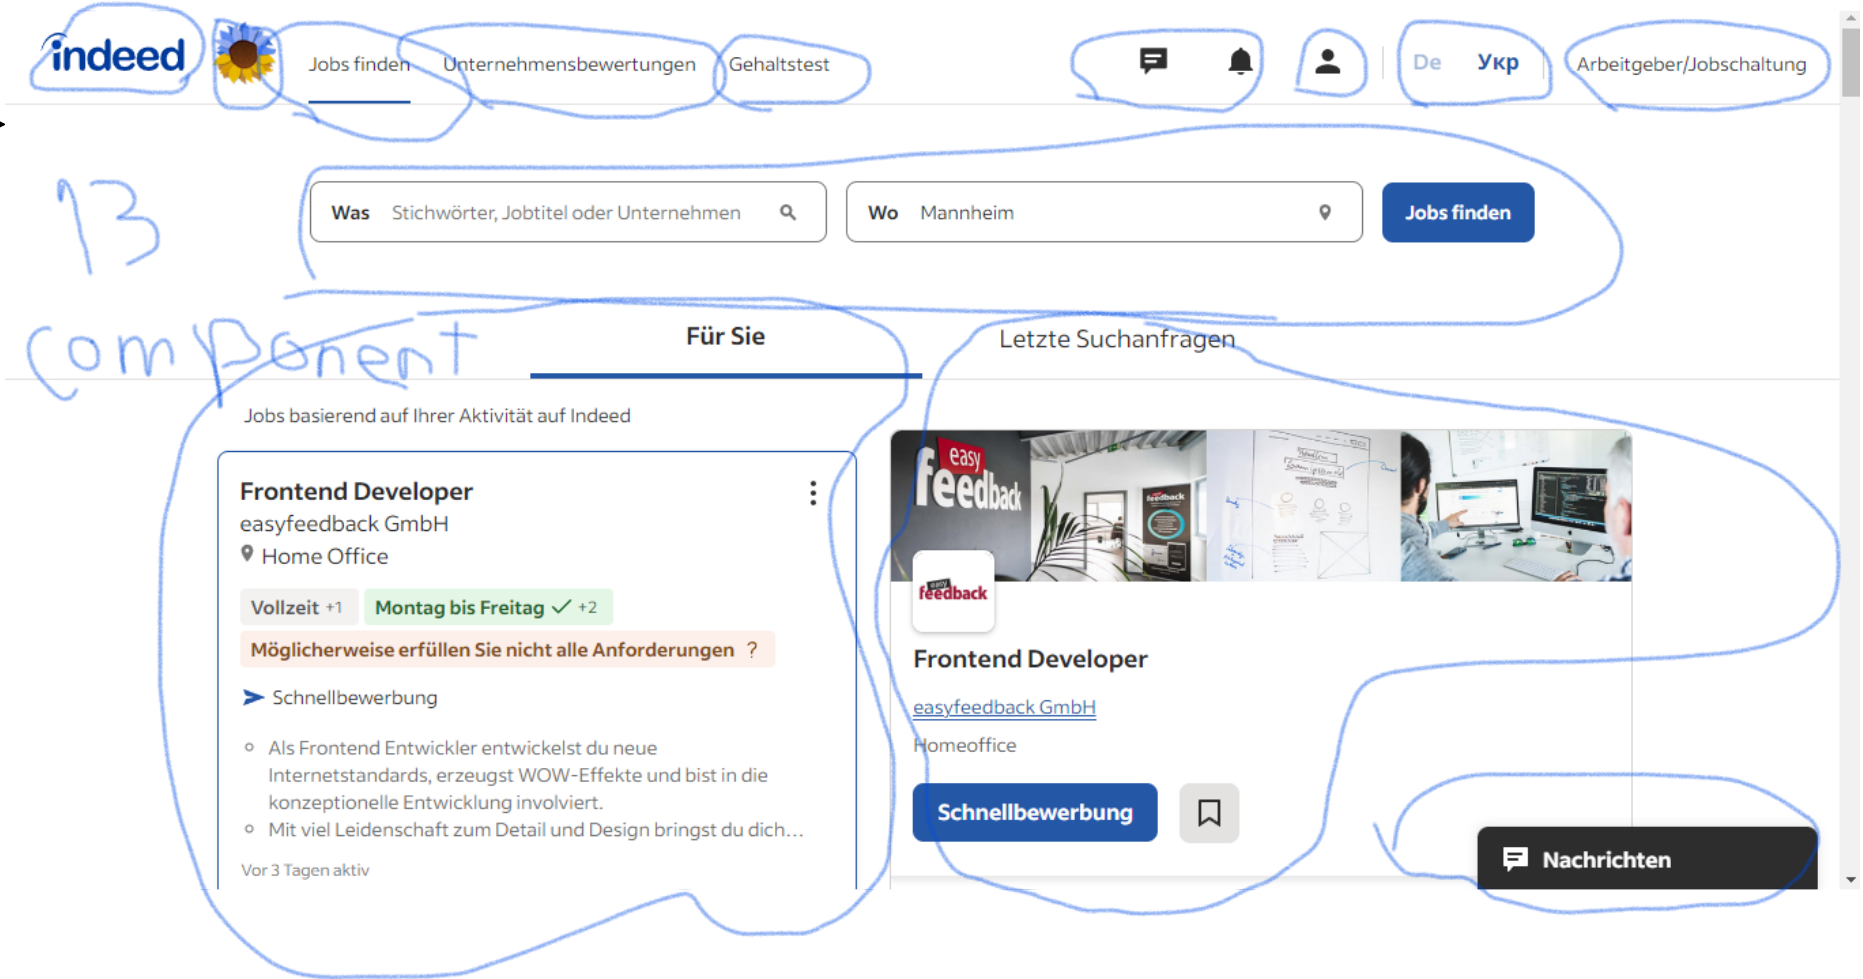 indeed
Jobs finden Unternehmensbewertungen Gehaltstest De Укр Arbeitgeber/Jobschaltung
13
Was Stichwörter, Jobtitel oder Unternehmen Wo Mannheim Jobs finden
component
Für Sie Letzte Suchanfragen
Jobs basierend auf Ihrer Aktivität auf Indeed
Frontend Developer
easyfeedback GmbH
Home Office
Vollzeit +1 Montag bis Freitag +2
Möglicherweise erfüllen Sie nicht alle Anforderungen ?
Schnellbewerbung
Als Frontend Entwickler entwickelst du neue
Internetstandards, erzeugst WOW-Effekte und bist in die
konzeptionelle Entwicklung involviert.
Mit viel Leidenschaft zum Detail und Design bringst du dich...
Vor 3 Tagen aktiv
easy
feedback
feedback
easy
feedback
Frontend Developer
easyfeedback GmbH
Homeoffice
Schnellbewerbung
Nachrichten